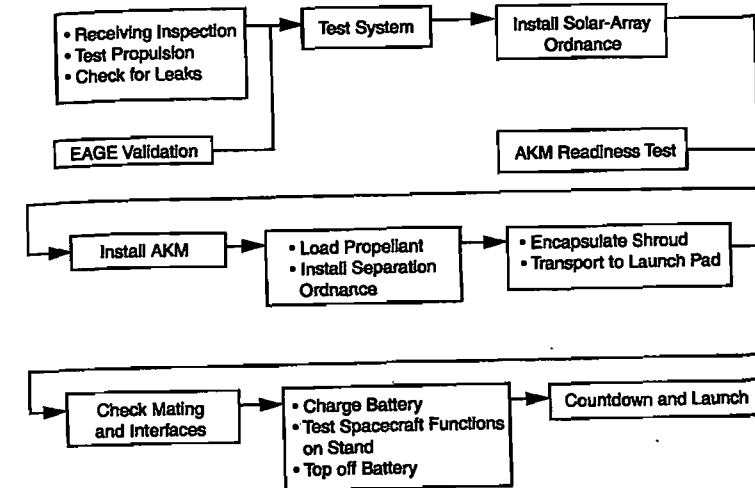 • Receiving Inspection
• Test Propulsion
• Check for Leaks
Test System
Install Solar-Array
Ordnance
EAGE Validation
AKM Readiness Test
Install AKM
• Load Propellant
• Install Separation
Ordnance
• Encapsulate Shroud
• Transport to Launch Pad
Check Mating
and Interfaces
• Charge Battery
• Test Spacecraft Functions
on Stand
• Top off Battery
Countdown and Launch